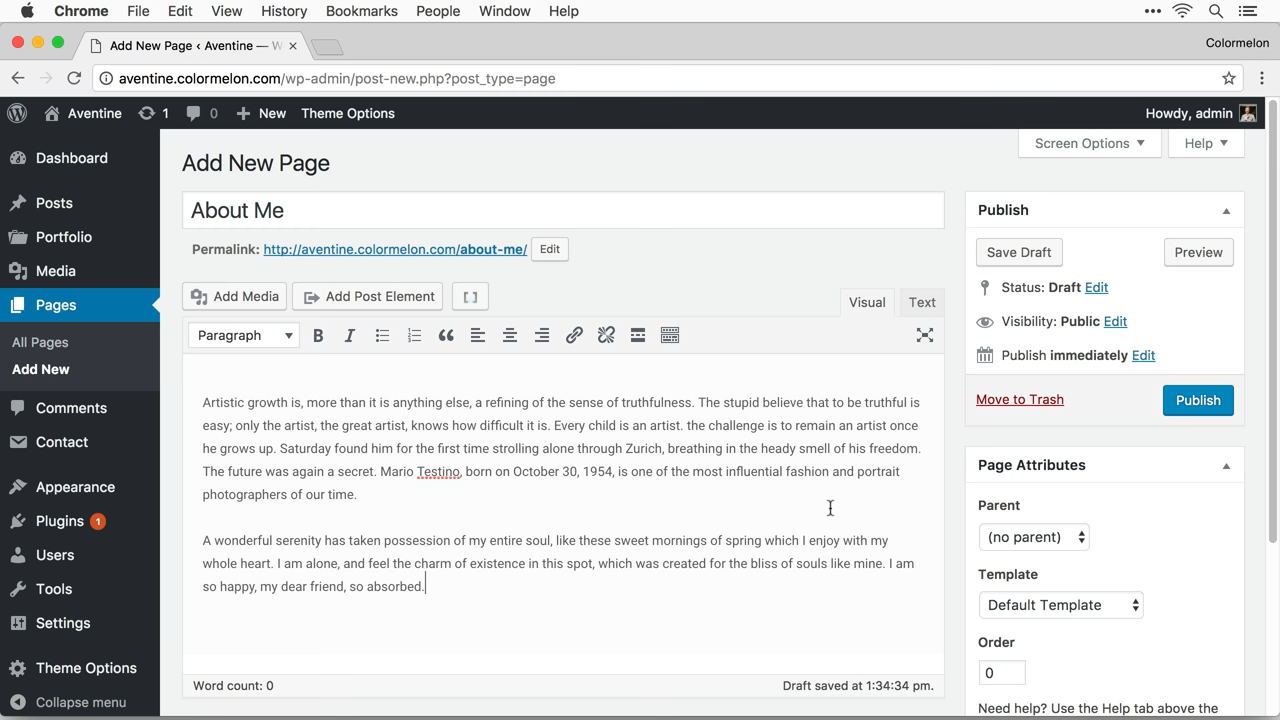 Chrome File Edit View History Bookmarks People Window Help
Add New Page ‹ Aventine — W
Colormelon
aventine.colormelon.com/wp-admin/post-new.php?post_type=page
Aventine 1 0 New Theme Options Howdy, admin
Screen Options Help
Dashboard
Posts
Portfolio
Media
Pages
All Pages
Add New
Comments
Contact
Appearance
Plugins 1
Users
Tools
Settings
Theme Options
Collapse menu
Add New Page
About Me
Permalink: http://aventine.colormelon.com/about-me/ Edit
Add Media Add Post Element [ ] Visual Text
Paragraph B I
Artistic growth is, more than it is anything else, a refining of the sense of truthfulness. The stupid believe that to be truthful is
easy; only the artist, the great artist, knows how difficult it is. Every child is an artist. the challenge is to remain an artist once
he grows up. Saturday found him for the first time strolling alone through Zurich, breathing in the heady smell of his freedom.
The future was again a secret. Mario Testino, born on October 30, 1954, is one of the most influential fashion and portrait
photographers of our time.
A wonderful serenity has taken possession of my entire soul, like these sweet mornings of spring which I enjoy with my
whole heart. I am alone, and feel the charm of existence in this spot, which was created for the bliss of souls like mine. I am
so happy, my dear friend, so absorbed.
Word count: 0 Draft saved at 1:34:34 pm.
Publish
Save Draft Preview
Status: Draft Edit
Visibility: Public Edit
Publish immediately Edit
Move to Trash Publish
Page Attributes
Parent
(no parent)
Template
Default Template
Order
0
Need help? Use the Help tab above the